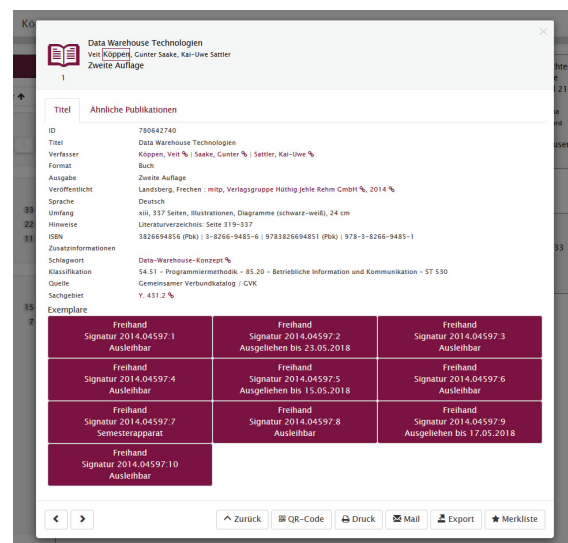 Kö
×
Data Warehouse Technologien
Veit Köppen, Gunter Saake, Kai-Uwe Sattler
Zweite Auflage
1
Titel Ähnliche Publikationen
ID 780642740
Titel Data Warehouse Technologien
Verfasser Köppen, Veit | Saake, Gunter | Sattler, Kai-Uwe
Format Buch
Ausgabe Zweite Auflage
Veröffentlicht Landsberg, Frechen : mitp, Verlagsgruppe Hüthig Jehle Rehm GmbH, 2014
Sprache Deutsch
Umfang xiii, 337 Seiten, Illustrationen, Diagramme (schwarz-weiß), 24 cm
Hinweise Literaturverzeichnis: Seite 319-337
ISBN 3826694856 (Pbk) | 3-8266-9485-6 | 9783826694851 (Pbk) | 978-3-8266-9485-1
Zusatzinformationen
Schlagwort Data-Warehouse-Konzept
Klassifikation 54.51 - Programmiermethodik - 85.20 - Betriebliche Information und Kommunikation - ST 530
Quelle Gemeinsamer Verbundkatalog / GVK
Sachgebiet Y. 431.2
Exemplare
Freihand
Signatur 2014.04597:1
Ausleihbar
Freihand
Signatur 2014.04597:2
Ausgeliehen bis 23.05.2018
Freihand
Signatur 2014.04597:3
Ausleihbar
Freihand
Signatur 2014.04597:4
Ausleihbar
Freihand
Signatur 2014.04597:5
Ausgeliehen bis 15.05.2018
Freihand
Signatur 2014.04597:6
Ausleihbar
Freihand
Signatur 2014.04597:7
Semesterapparat
Freihand
Signatur 2014.04597:8
Ausleihbar
Freihand
Signatur 2014.04597:9
Ausgeliehen bis 17.05.2018
Freihand
Signatur 2014.04597:10
Ausleihbar
Zurück QR-Code Druck Mail Export Merkliste
33
22
11
15
7
21
33